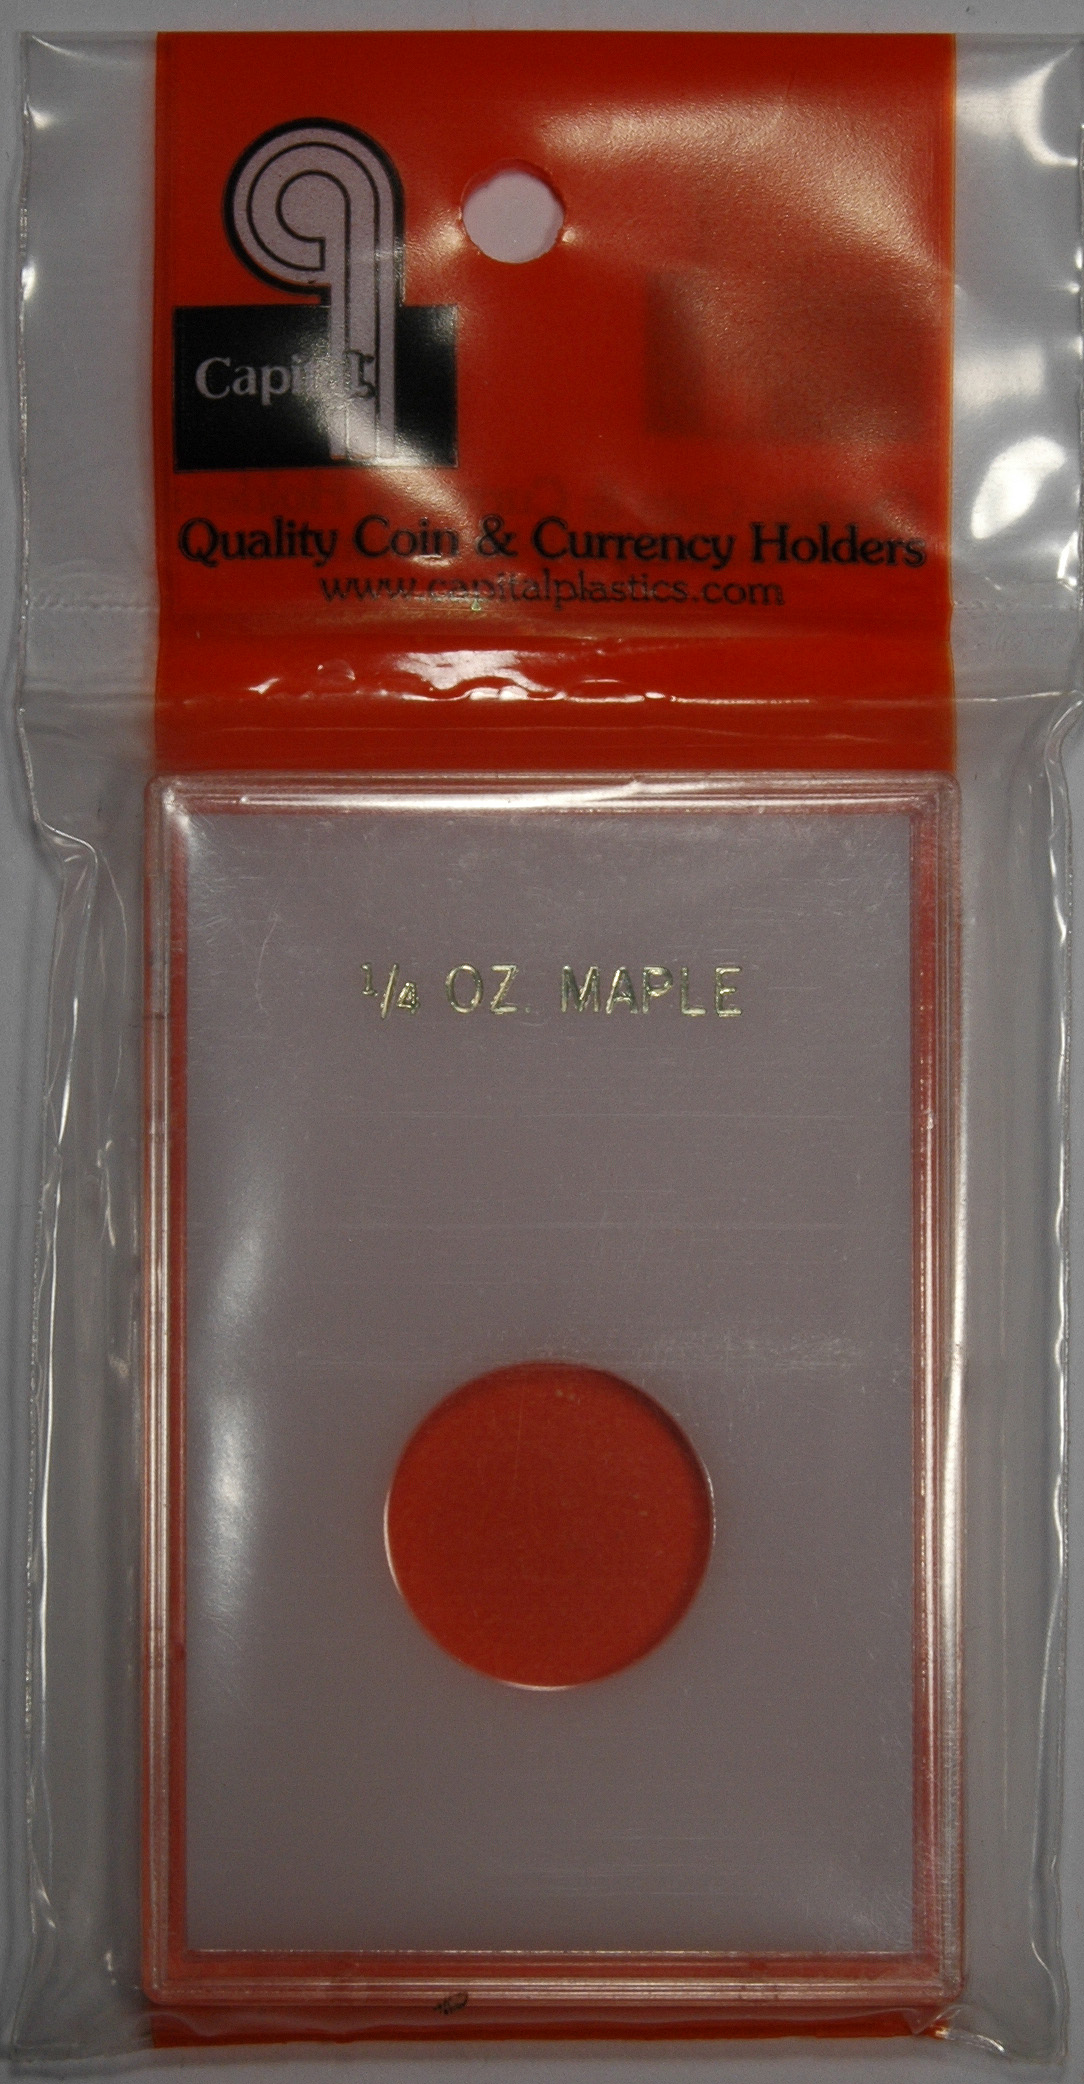 Capital
Quality Coin & Currency Holders
www.capitalplastics.com
1/4 OZ. MAPLE